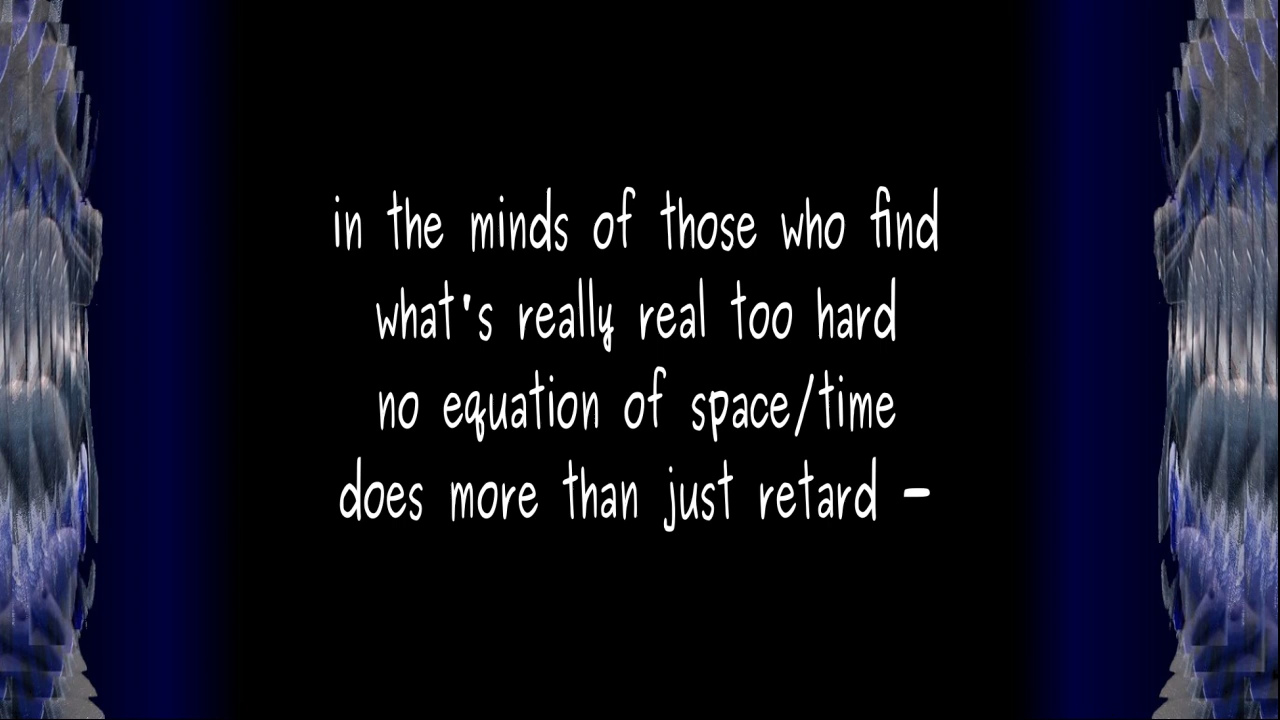 in the minds of those who find
what's really real too hard
no equation of space/time
does more than just retard -